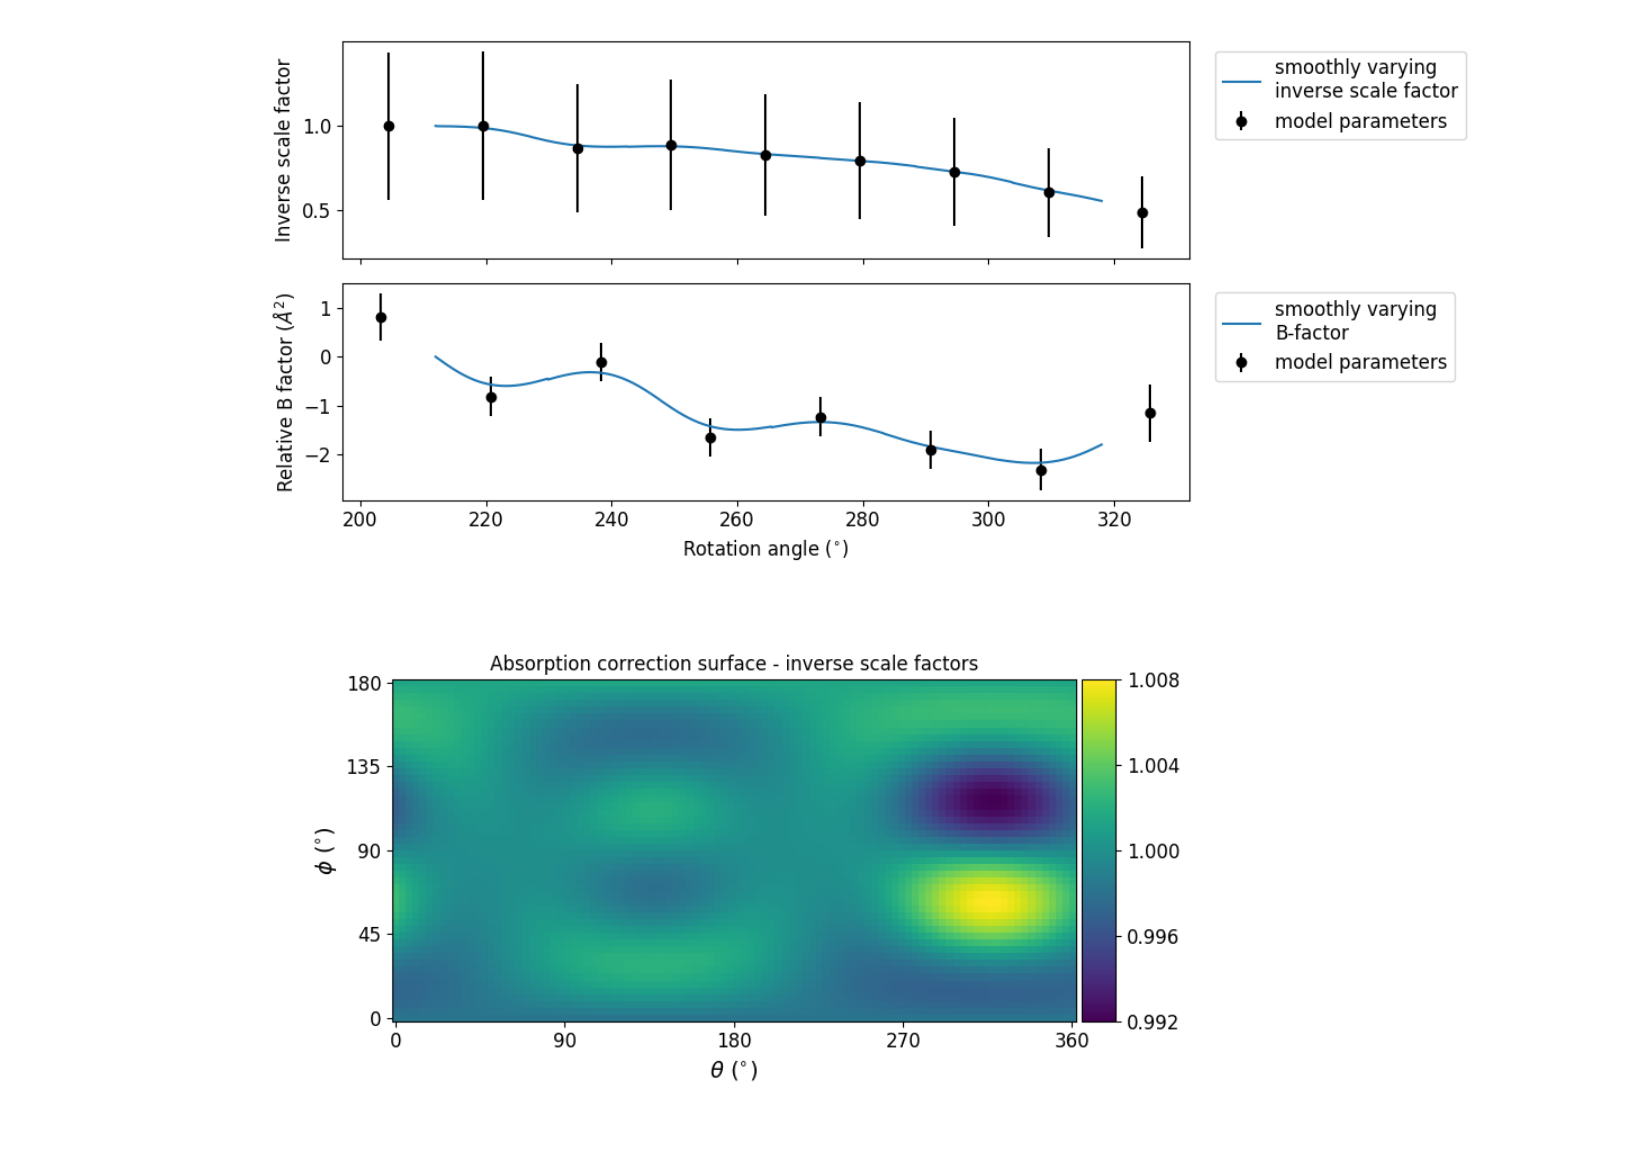 Inverse scale factor
1.0
0.5
smoothly varying
inverse scale factor
model parameters
Relative B factor (Å²)
1
0
−1
−2
200 220 240 260 280 300 320
Rotation angle (°)
smoothly varying
B-factor
model parameters
Absorption correction surface - inverse scale factors
ϕ (°)
180
135
90
45
0
0 90 180 270 360
θ (°)
1.008
1.004
1.000
0.996
0.992